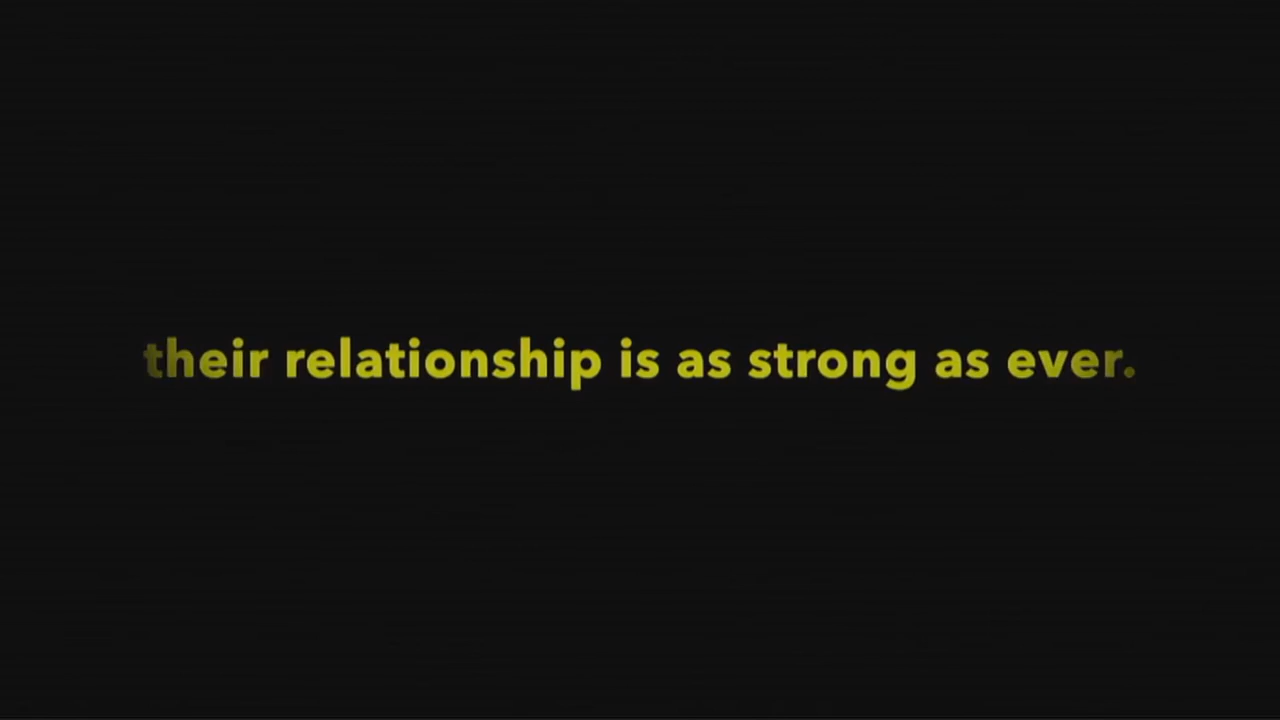 their relationship is as strong as ever.